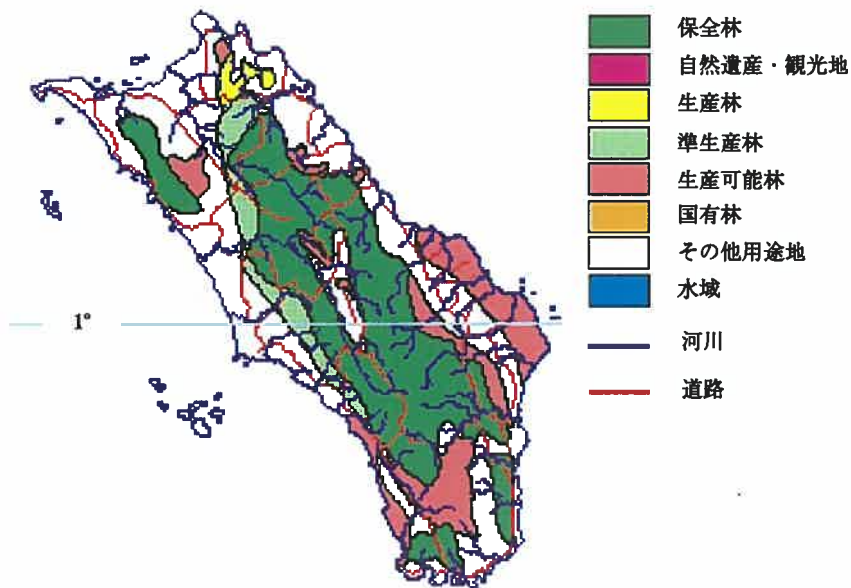 保全林
自然遺産・観光地
生産林
準生産林
生産可能林
国有林
その他用途地
水域
1°
河川
道路